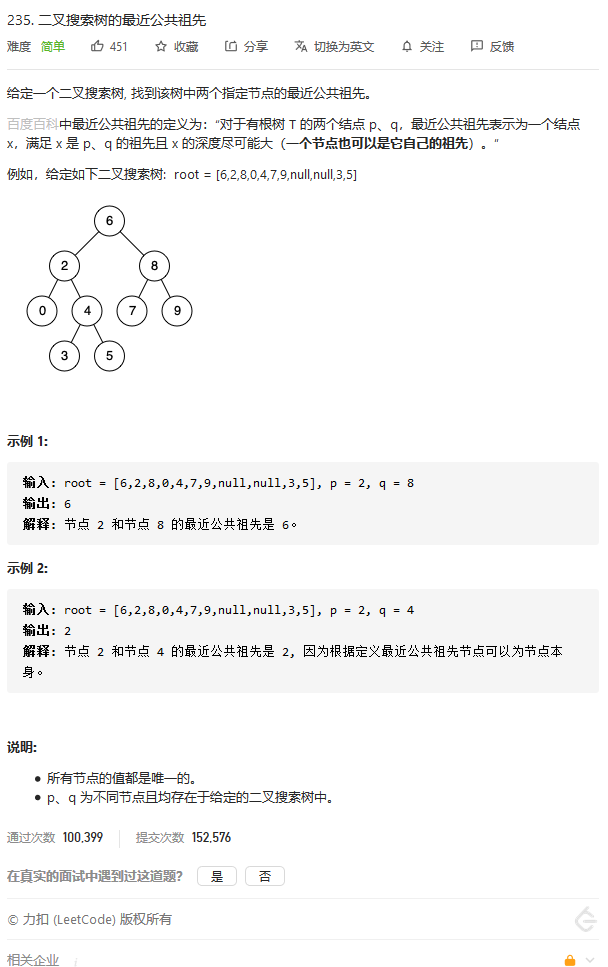 235. 二叉搜索树的最近公共祖先
难度 简单 451 收藏 分享 切换为英文 关注 反馈
给定一个二叉搜索树, 找到该树中两个指定节点的最近公共祖先。
百度百科中最近公共祖先的定义为：“对于有根树 T 的两个结点 p、q，最近公共祖先表示为一个结点
x，满足 x 是 p、q 的祖先且 x 的深度尽可能大（一个节点也可以是它自己的祖先）。”
例如，给定如下二叉搜索树: root = [6,2,8,0,4,7,9,null,null,3,5]
6
2 8
0 4 7 9
3 5
示例 1:
输入: root = [6,2,8,0,4,7,9,null,null,3,5], p = 2, q = 8
输出: 6
解释: 节点 2 和节点 8 的最近公共祖先是 6。
示例 2:
输入: root = [6,2,8,0,4,7,9,null,null,3,5], p = 2, q = 4
输出: 2
解释: 节点 2 和节点 4 的最近公共祖先是 2, 因为根据定义最近公共祖先节点可以为节点本
身。
说明:
所有节点的值都是唯一的。
p、q 为不同节点且均存在于给定的二叉搜索树中。
通过次数 100,399 提交次数 152,576
在真实的面试中遇到过这道题？ 是 否
© 力扣 (LeetCode) 版权所有
相关企业